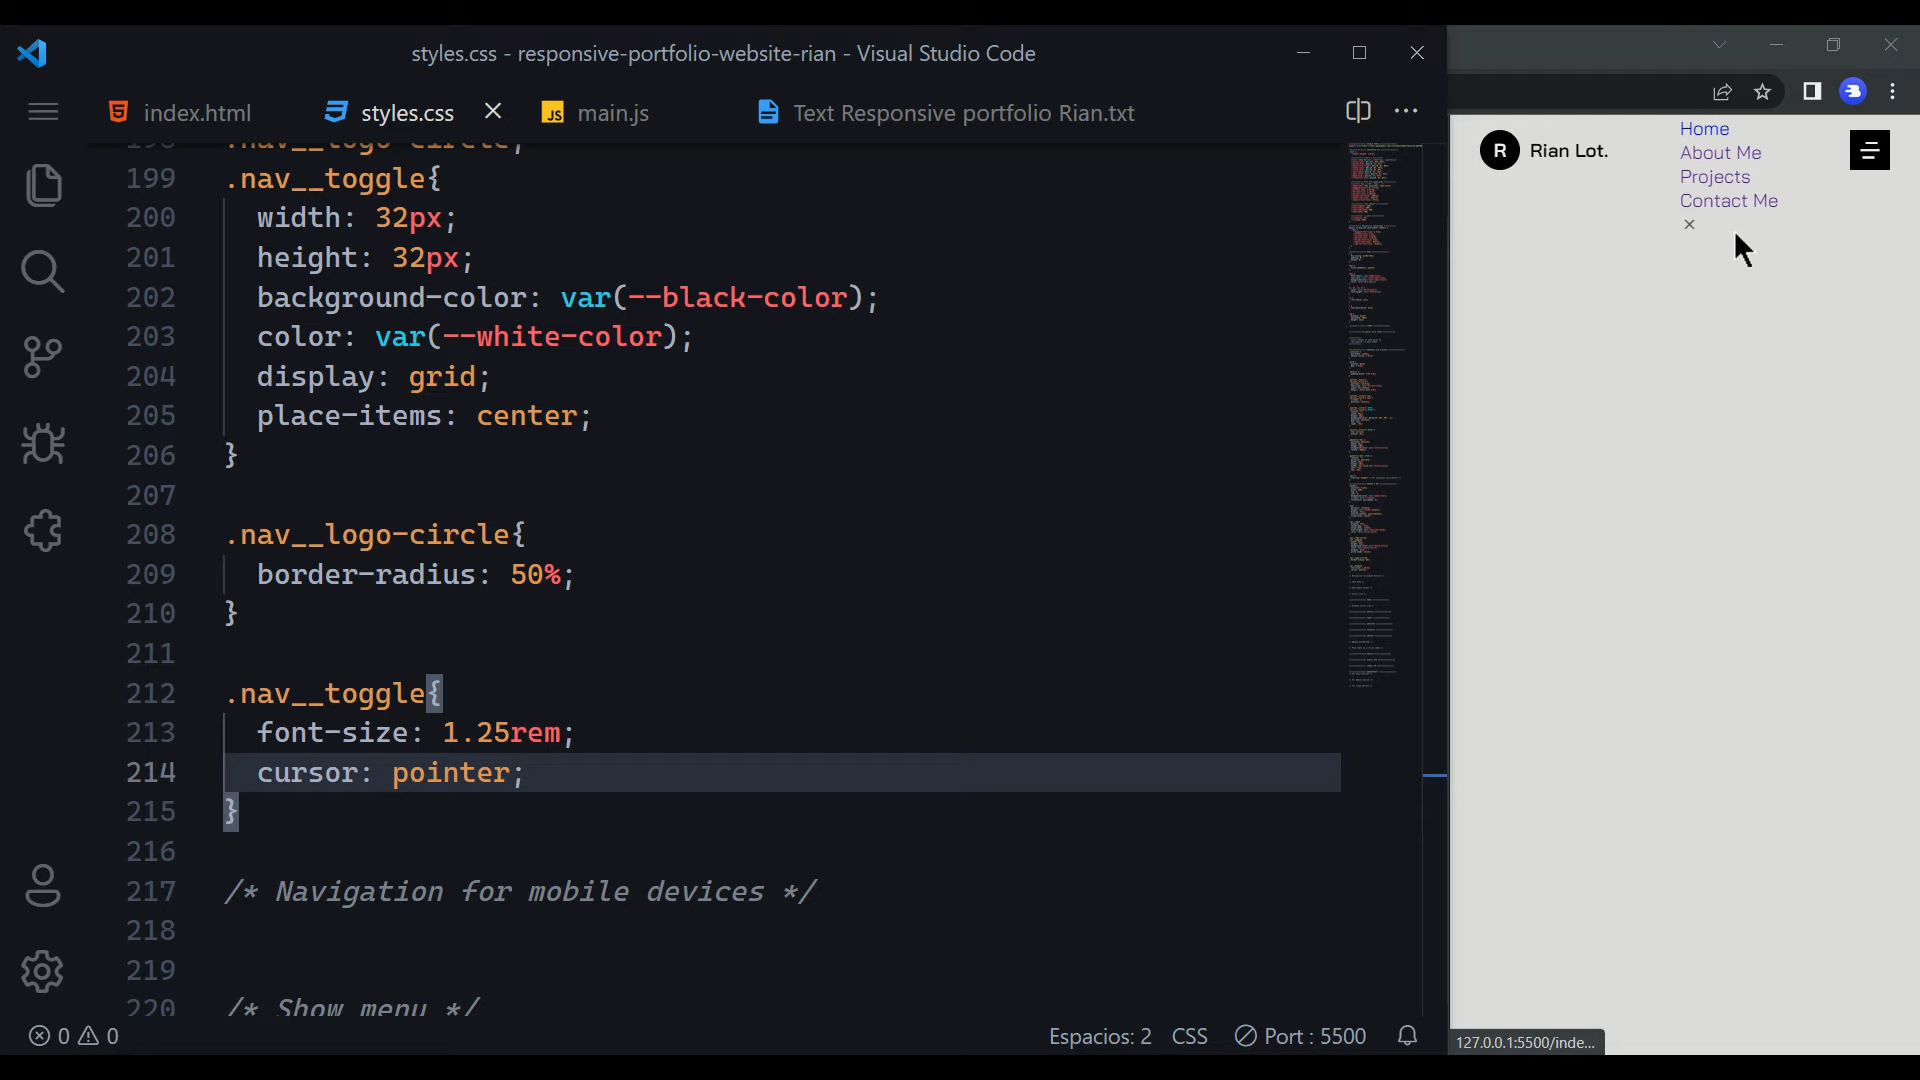 styles.css - responsive-portfolio-website-rian - Visual Studio Code
index.html
styles.css
JS main.js
Text Responsive portfolio Rian.txt
198 .nav__logo-circle,
199 .nav__toggle{
200 width: 32px;
201 height: 32px;
202 background-color: var(--black-color);
203 color: var(--white-color);
204 display: grid;
205 place-items: center;
206 }
207
208 .nav__logo-circle{
209 border-radius: 50%;
210 }
211
212 .nav__toggle{
213 font-size: 1.25rem;
214 cursor: pointer;
215 }
216
217 /* Navigation for mobile devices */
218
219
220 /* Show menu */
0 0
Espacios: 2 CSS Port : 5500
R Rian Lot.
Home
About Me
Projects
Contact Me
127.0.0.1:5500/inde...